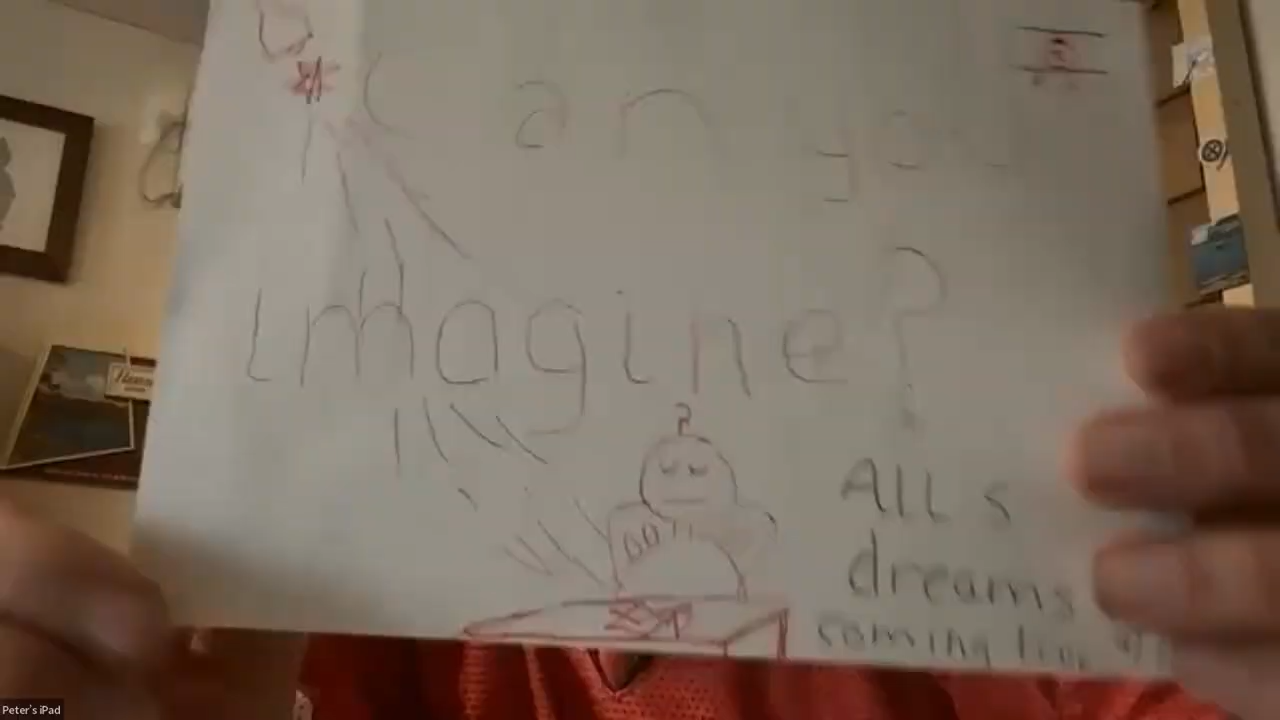 Can you
imagine?
ALL s
dreams
coming
Peter's iPad